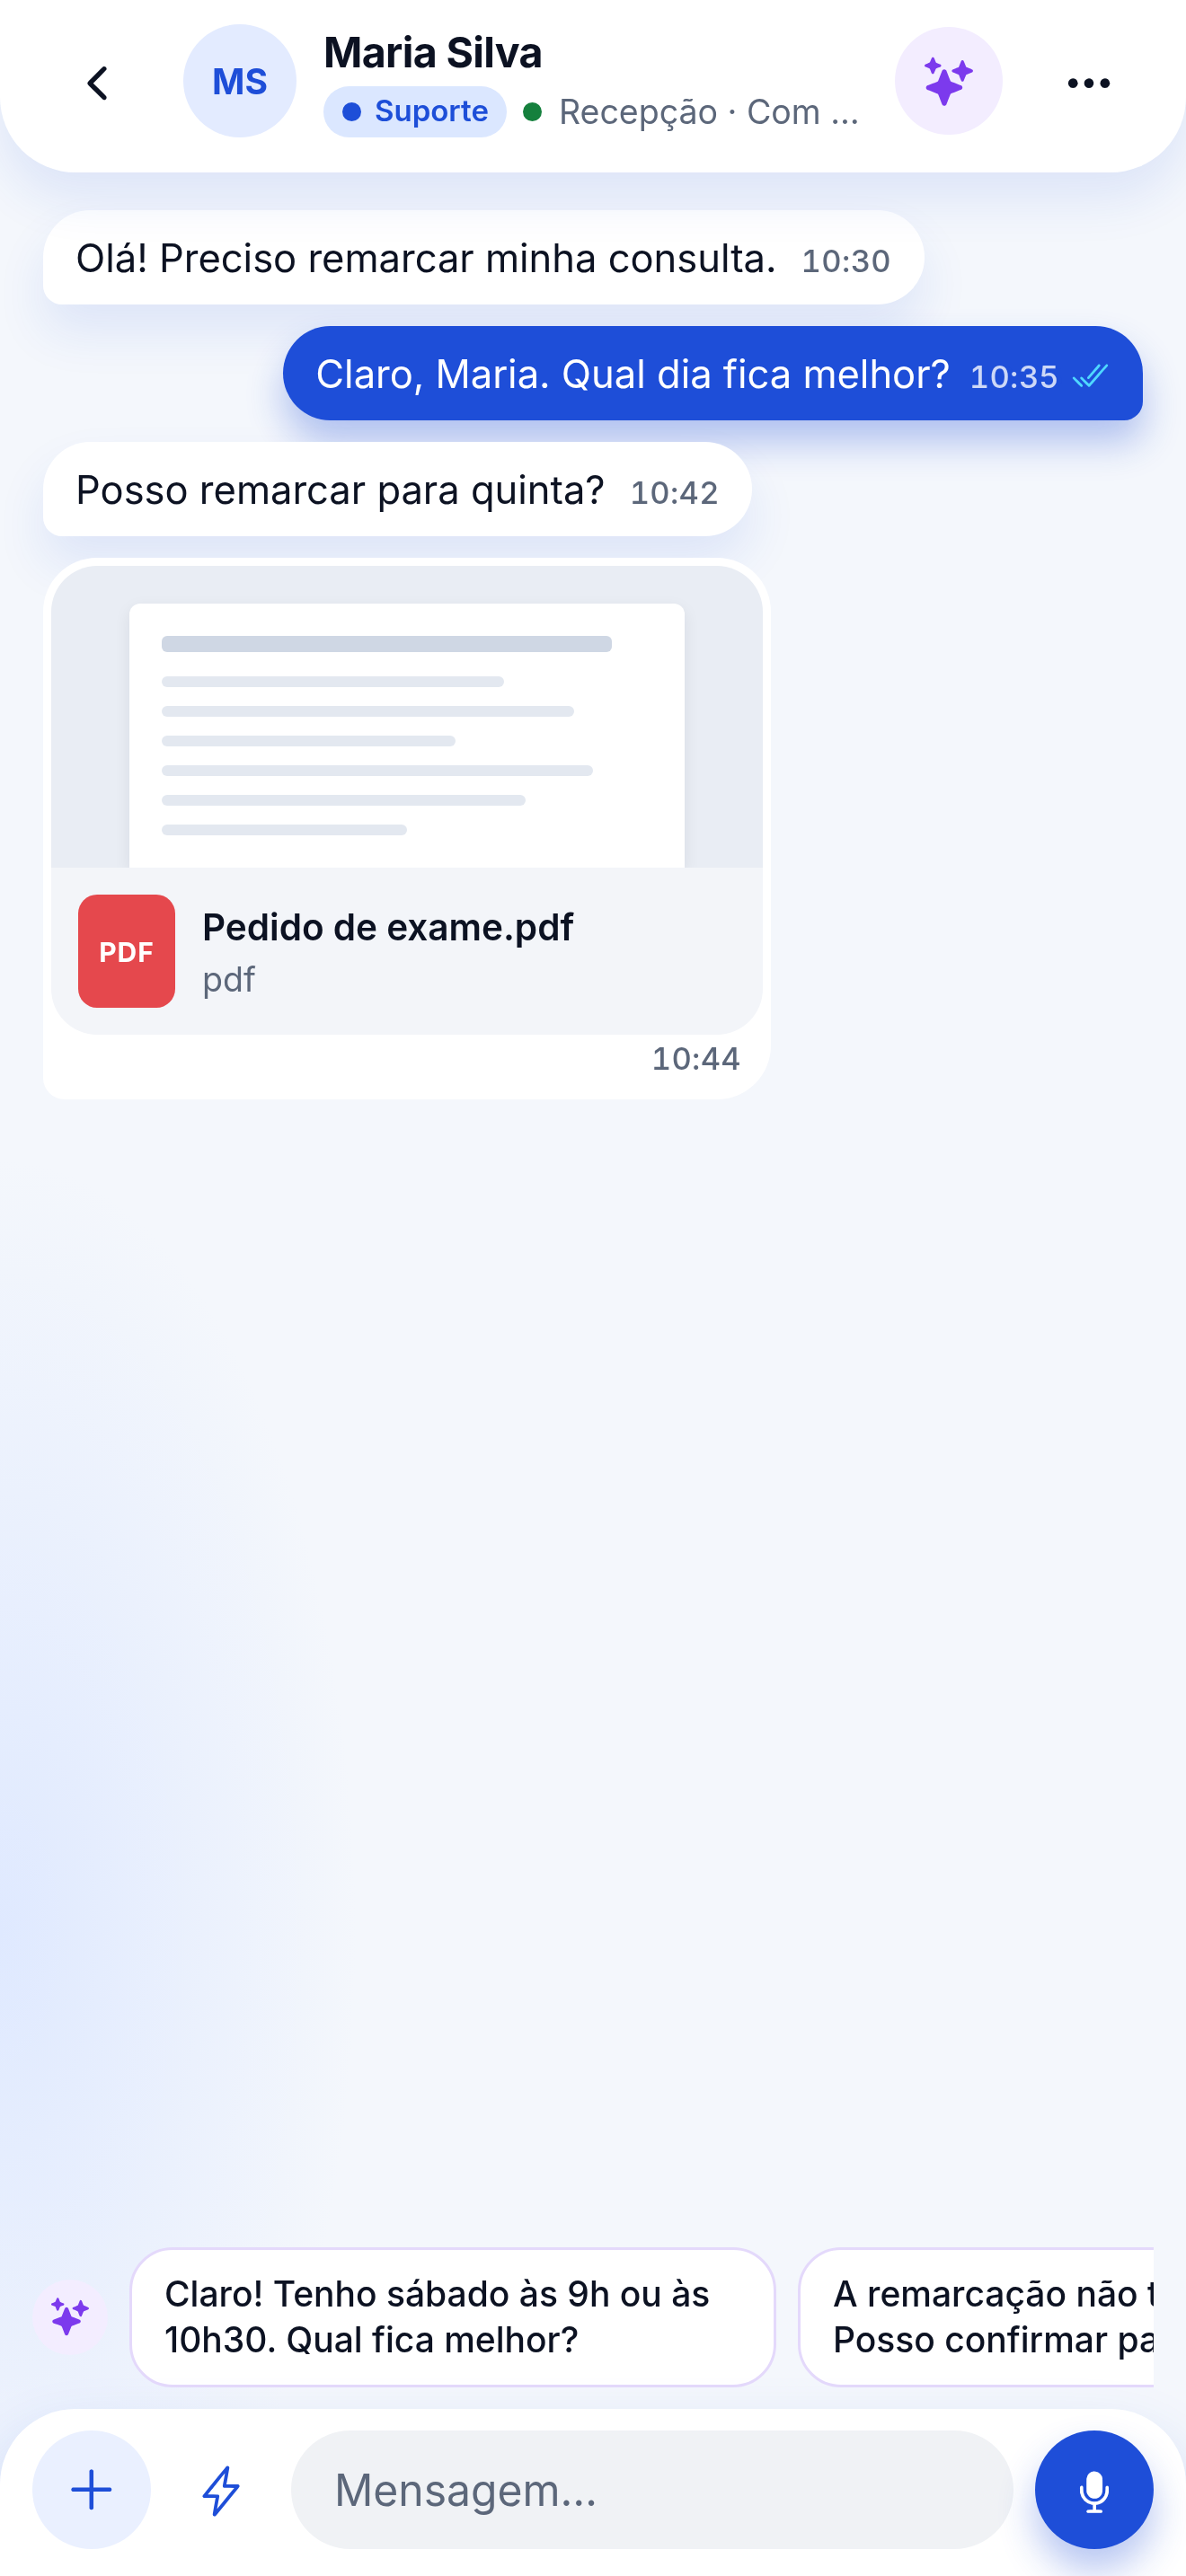 Maria Silva
MS
Suporte
Recepção · Com ...
Olá! Preciso remarcar minha consulta. 10:30
Claro, Maria. Qual dia fica melhor? 10:35
Posso remarcar para quinta? 10:42
PDF
Pedido de exame.pdf
pdf
10:44
Claro! Tenho sábado às 9h ou às
10h30. Qual fica melhor?
A remarcação não
Posso confirmar
Mensagem...